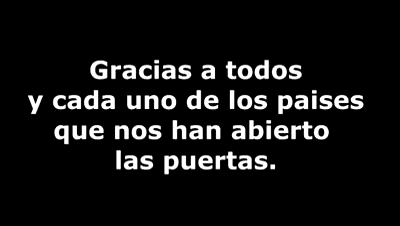 Gracias a todos
y cada uno de los paises
que nos han abierto
las puertas.